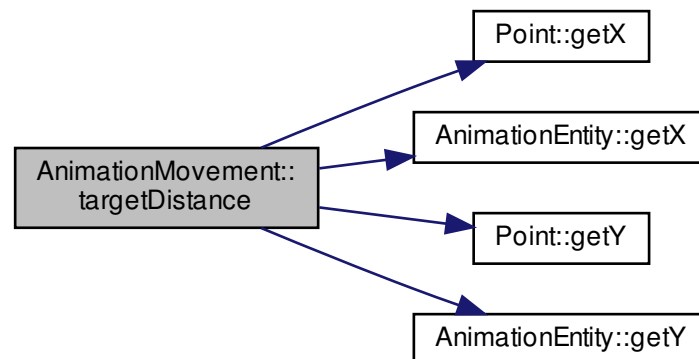 Point::getX
AnimationEntity::getX
AnimationMovement::
targetDistance
Point::getY
AnimationEntity::getY